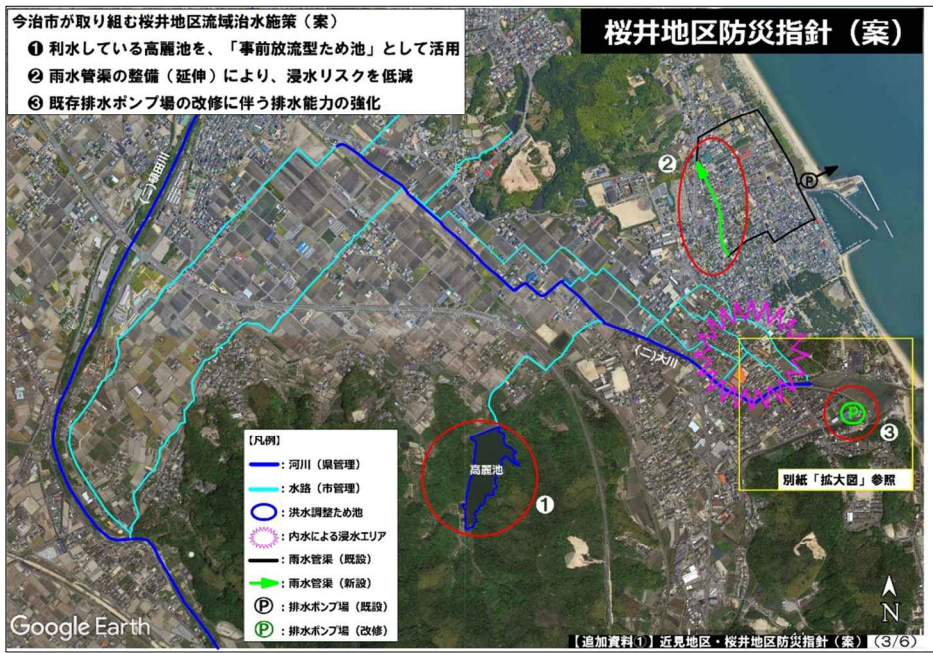 今治市が取り組む桜井地区流域治水施策（案）
❶ 利水している高麗池を、「事前放流型ため池」として活用
❷ 雨水管渠の整備（延伸）により、浸水リスクを低減
❸ 既存排水ポンプ場の改修に伴う排水能力の強化
桜井地区防災指針（案）
(二)頓田川
❷
P
(二)大川
P
❸
別紙「拡大図」参照
高麗池
❶
【凡例】
：河川（県管理）
：水路（市管理）
：洪水調整ため池
：内水による浸水エリア
：雨水管渠（既設）
：雨水管渠（新設）
P ：排水ポンプ場（既設）
P ：排水ポンプ場（改修）
N
Google Earth
【追加資料①】近見地区・桜井地区防災指針（案）（3/6）